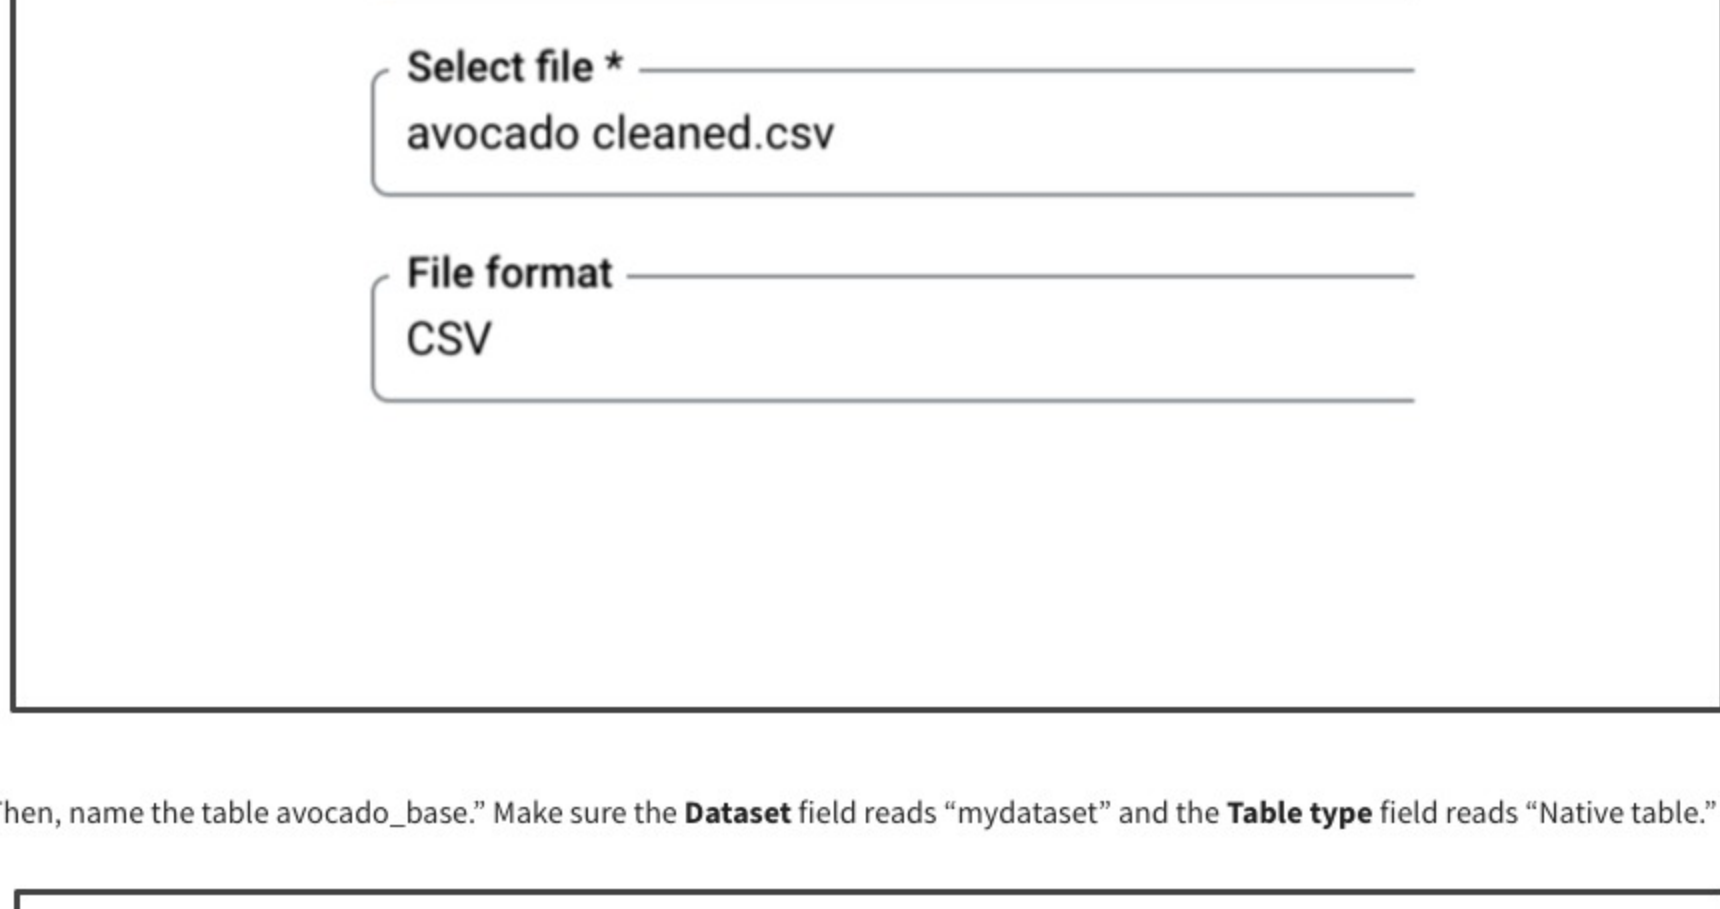 Select file *
avocado cleaned.csv
File format
CSV
Then, name the table avocado_base.” Make sure the Dataset field reads “mydataset” and the Table type field reads “Native table.”